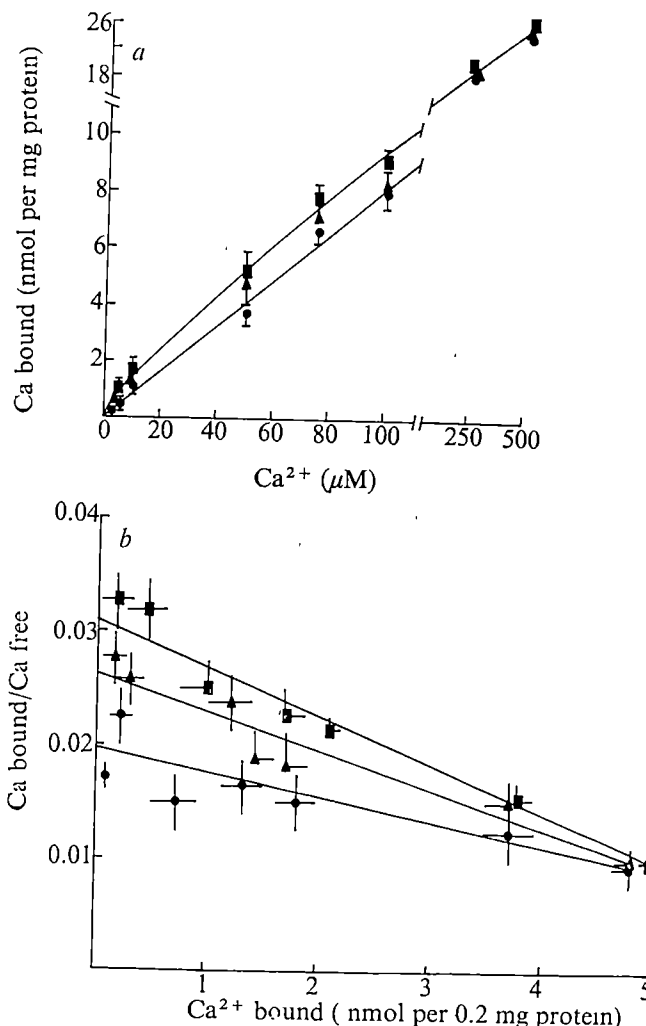 26
a
18
10
8
6
4
2
Ca bound (nmol per mg protein)
0 20 40 60 80 100 250 500
Ca²⁺ (μM)
0.04
b
0.03
0.02
0.01
Ca bound/Ca free
1 2 3 4 5
Ca²⁺ bound ( nmol per 0.2 mg protein)